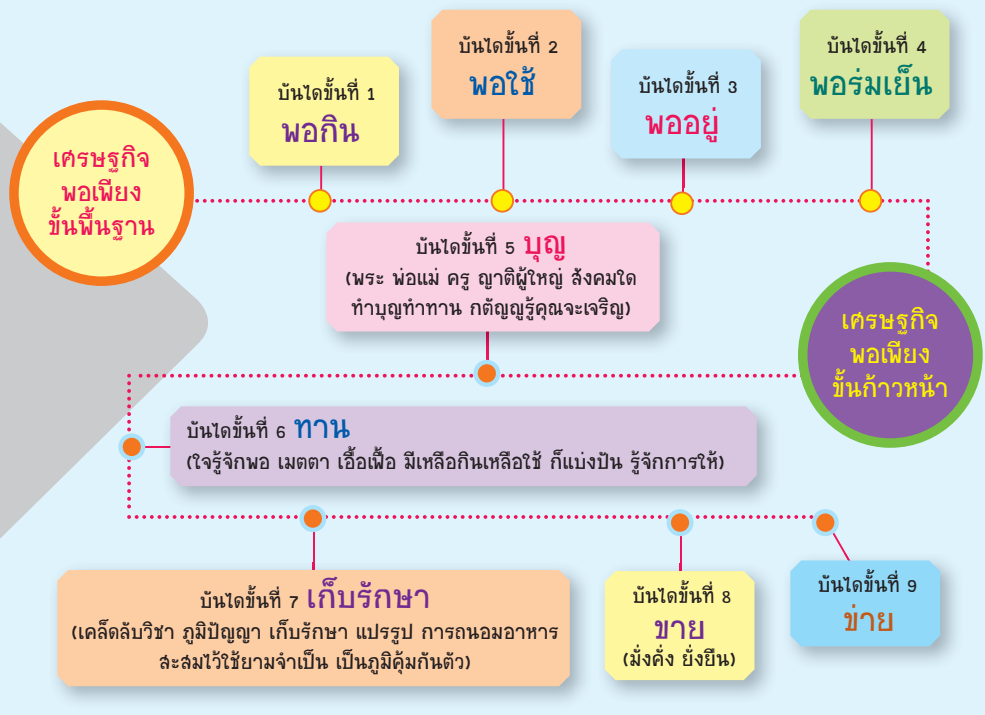 เศรษฐกิจ
พอเพียง
ขั้นพื้นฐาน
บันไดขั้นที่ 1
พอกิน
บันไดขั้นที่ 2
พอใช้
บันไดขั้นที่ 3
พออยู่
บันไดขั้นที่ 4
พอร่มเย็น
เศรษฐกิจ
พอเพียง
ขั้นก้าวหน้า
บันไดขั้นที่ 5 บุญ
(พระ พ่อแม่ ครู ญาติผู้ใหญ่ สังคมใด
ทำบุญทำทาน กตัญญูรู้คุณจะเจริญ)
บันไดขั้นที่ 6 ทาน
(ใจรู้จักพอ เมตตา เอื้อเฟื้อ มีเหลือกินเหลือใช้ ก็แบ่งปัน รู้จักการให้)
บันไดขั้นที่ 7 เก็บรักษา
(เคล็ดลับวิชา ภูมิปัญญา เก็บรักษา แปรรูป การถนอมอาหาร
สะสมไว้ใช้ยามจำเป็น เป็นภูมิคุ้มกันตัว)
บันไดขั้นที่ 8
ขาย
(มั่งคั่ง ยั่งยืน)
บันไดขั้นที่ 9
ข่าย